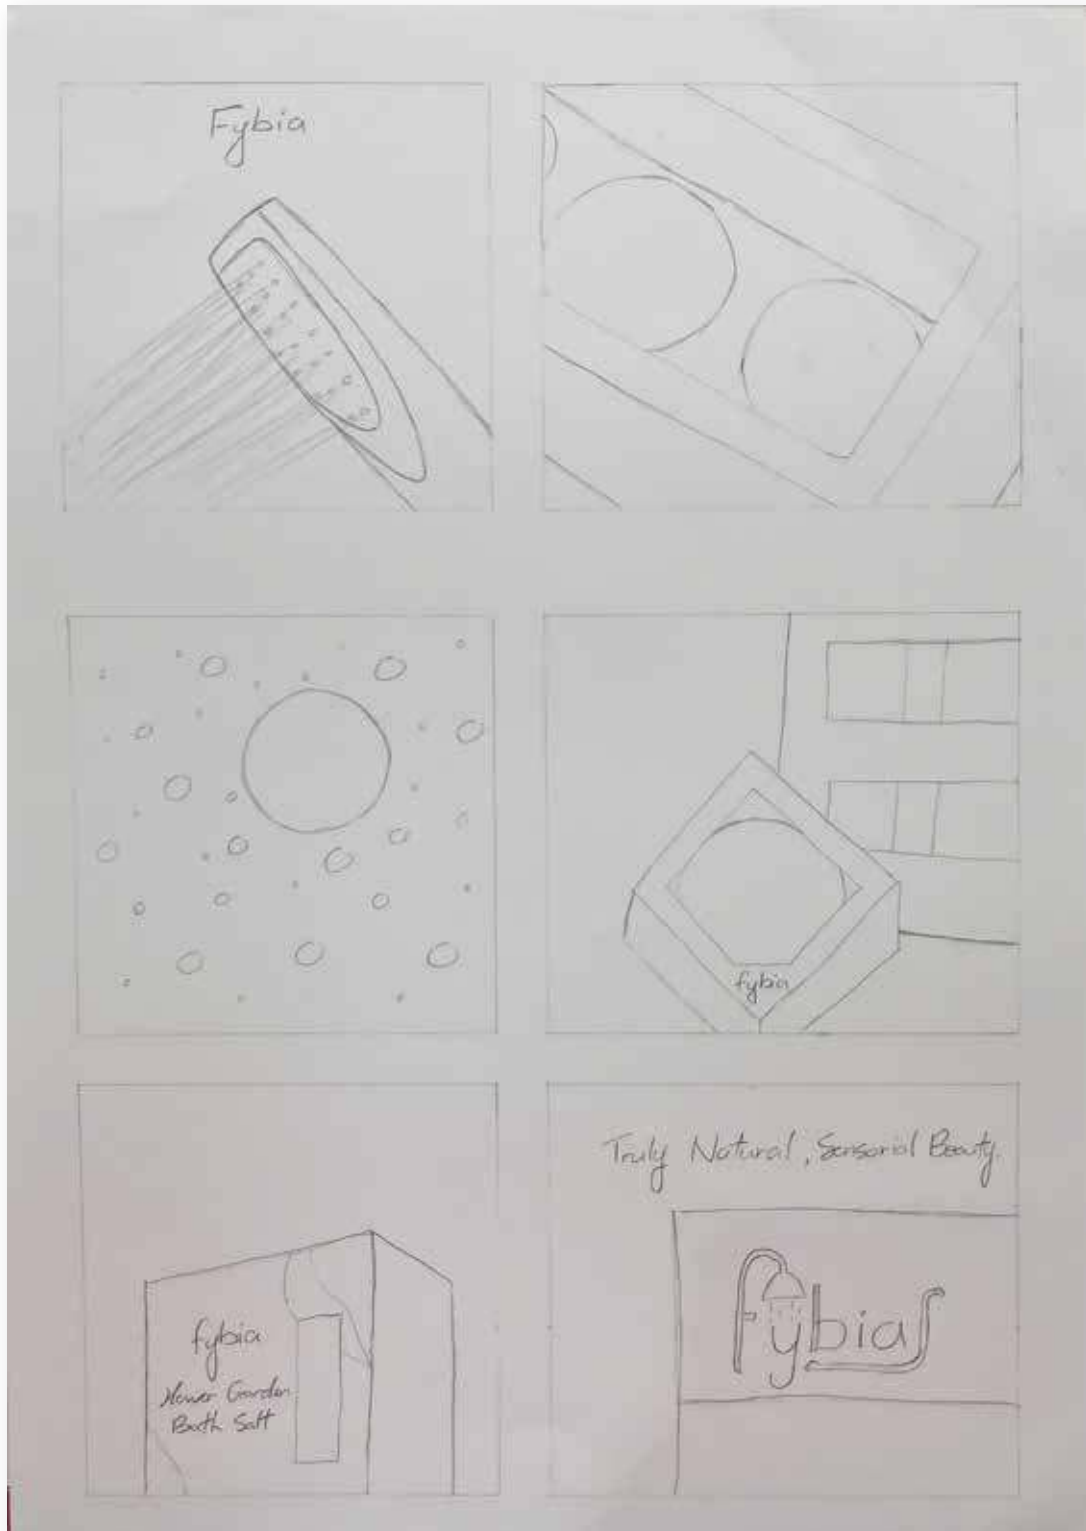 Fybia
fybia
fybia
Flower Garden
Bath Salt
Truly Natural, Sensorial Beauty.
fybia